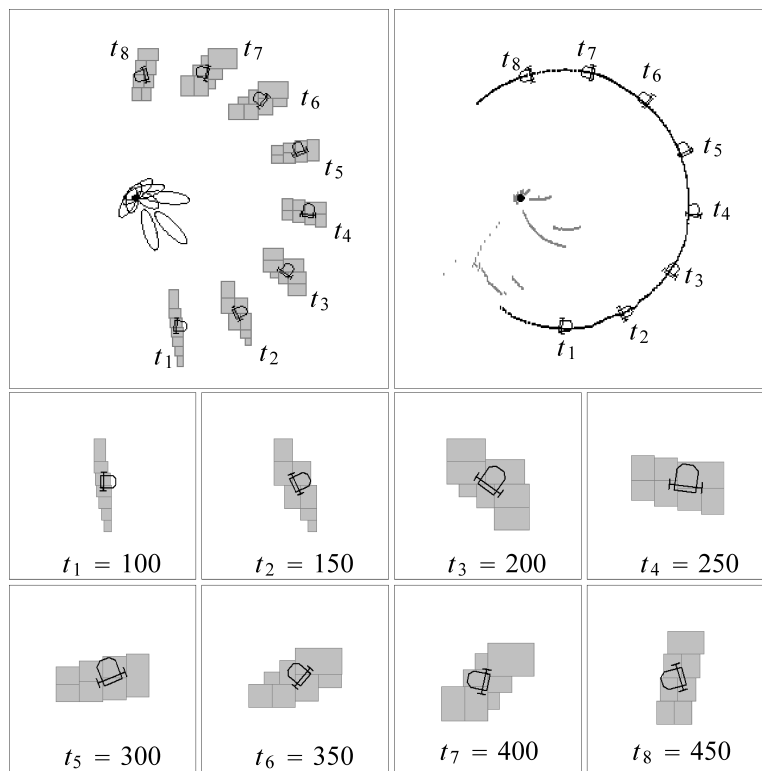 t8
t7
t6
t5
t4
t3
t2
t1
t8
t7
t6
t5
t4
t3
t2
t1
t1 = 100
t2 = 150
t3 = 200
t4 = 250
t5 = 300
t6 = 350
t7 = 400
t8 = 450